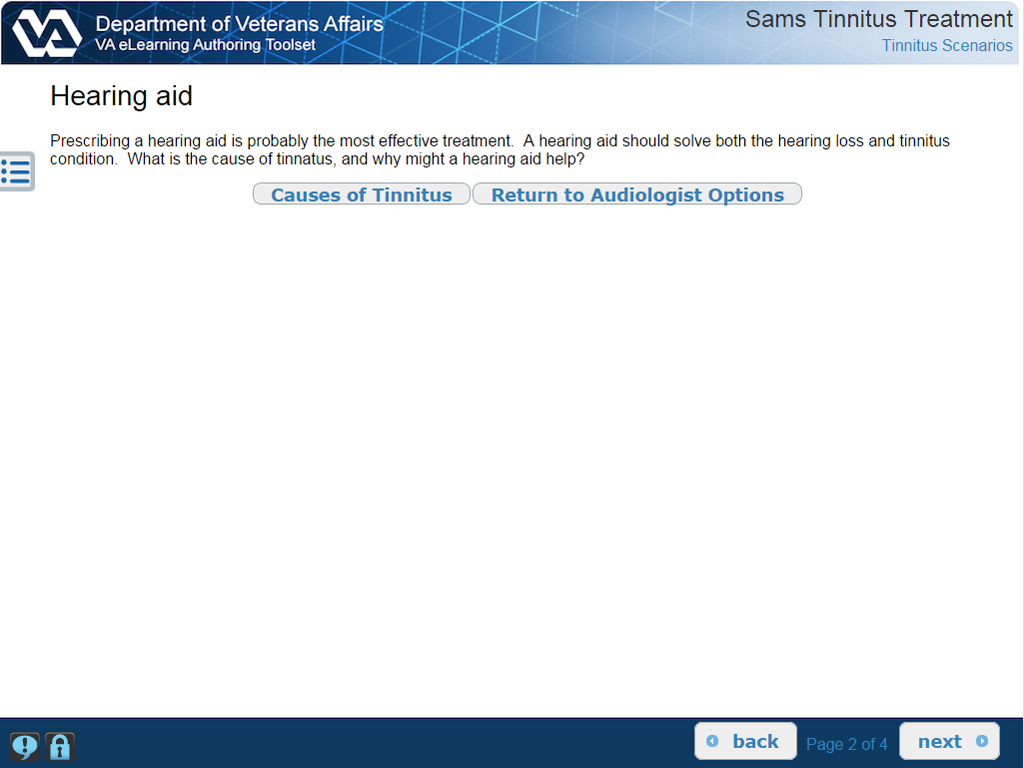 VA
Department of Veterans Affairs
VA eLearning Authoring Toolset
Sams Tinnitus Treatment
Tinnitus Scenarios
Hearing aid
Prescribing a hearing aid is probably the most effective treatment.  A hearing aid should solve both the hearing loss and tinnitus
condition.  What is the cause of tinnatus, and why might a hearing aid help?
Causes of Tinnitus
Return to Audiologist Options
back
Page 2 of 4
next